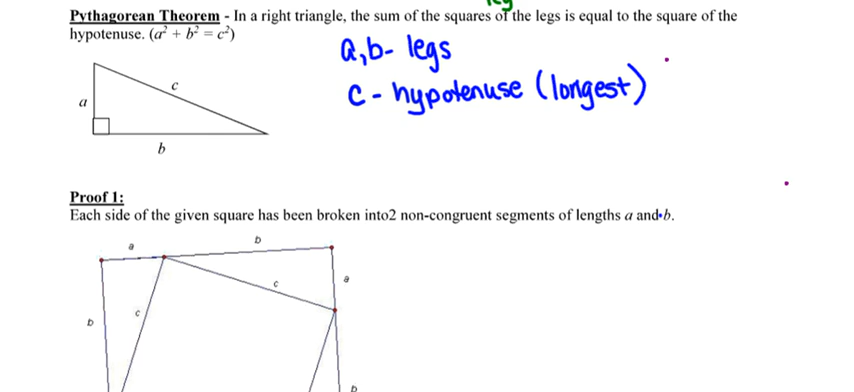 Pythagorean Theorem - In a right triangle, the sum of the squares of the legs is equal to the square of the
hypotenuse. (a² + b² = c²)
a,b- legs
c - hypotenuse (longest)
c
a
b
Proof 1:
Each side of the given square has been broken into2 non-congruent segments of lengths a and b.
a
b
c
a
c
b
b